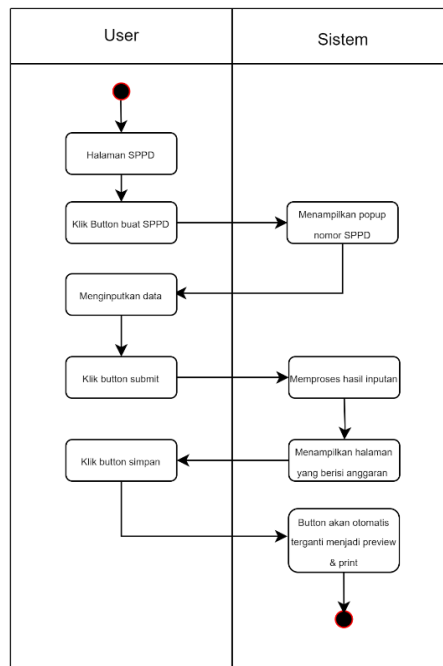 User
Sistem
Halaman SPPD
Klik Button buat SPPD
Menampilkan popup
nomor SPPD
Menginputkan data
Klik button submit
Memproses hasil inputan
Klik button simpan
Menampilkan halaman
yang berisi anggaran
Button akan otomatis
terganti menjadi preview
& print